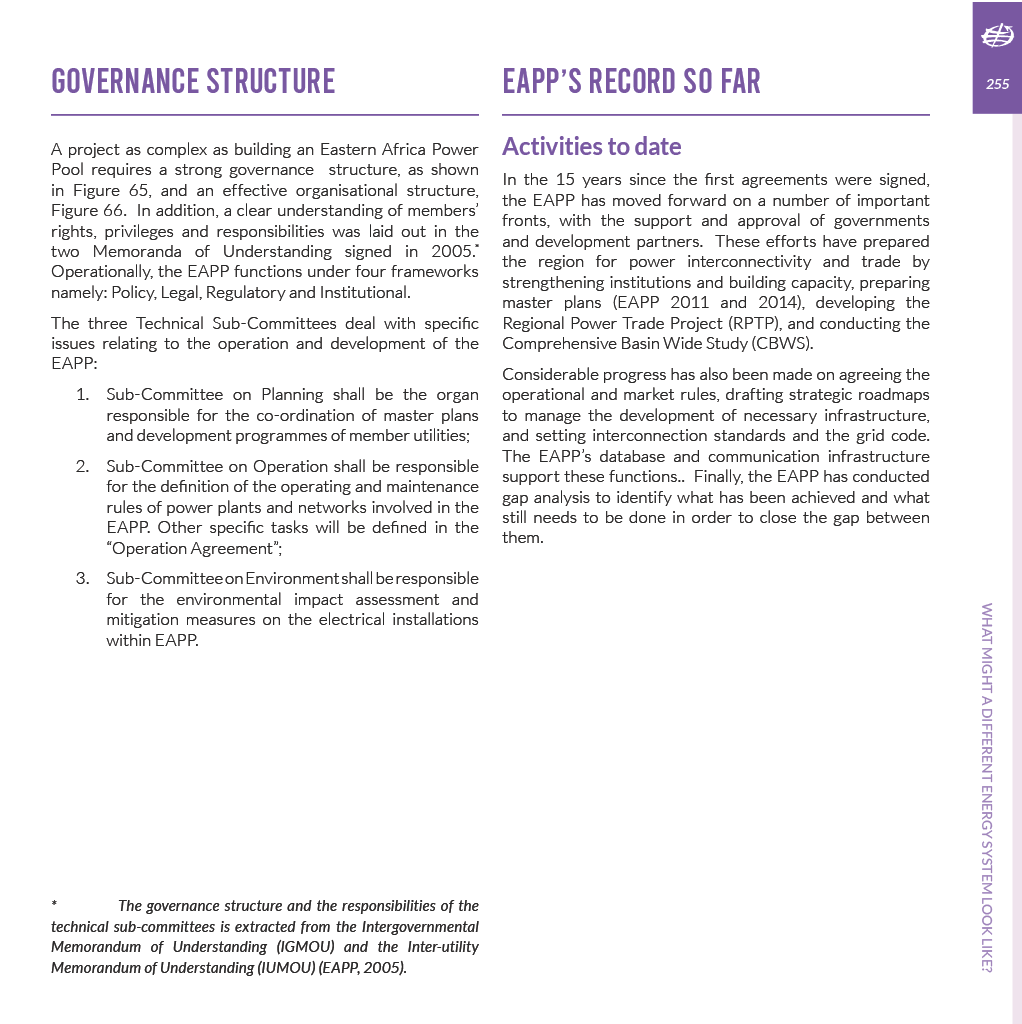 GOVERNANCE STRUCTURE
A project as complex as building an Eastern Africa Power
Pool requires a strong governance structure, as shown
in Figure 65, and an effective organisational structure,
Figure 66. In addition, a clear understanding of members'
rights, privileges and responsibilities was laid out in the
two Memoranda of Understanding signed in 2005.*
Operationally, the EAPP functions under four frameworks
namely: Policy, Legal, Regulatory and Institutional.
The three Technical Sub-Committees deal with specific
issues relating to the operation and development of the
EAPP:
1. Sub-Committee on Planning shall be the organ
responsible for the co-ordination of master plans
and development programmes of member utilities;
2. Sub-Committee on Operation shall be responsible
for the definition of the operating and maintenance
rules of power plants and networks involved in the
EAPP. Other specific tasks will be defined in the
“Operation Agreement”;
3. Sub-Committee on Environment shall be responsible
for the environmental impact assessment and
mitigation measures on the electrical installations
within EAPP.
* The governance structure and the responsibilities of the
technical sub-committees is extracted from the Intergovernmental
Memorandum of Understanding (IGMOU) and the Inter-utility
Memorandum of Understanding (IUMOU) (EAPP, 2005).
EAPP’S RECORD SO FAR
Activities to date
In the 15 years since the first agreements were signed,
the EAPP has moved forward on a number of important
fronts, with the support and approval of governments
and development partners. These efforts have prepared
the region for power interconnectivity and trade by
strengthening institutions and building capacity, preparing
master plans (EAPP 2011 and 2014), developing the
Regional Power Trade Project (RPTP), and conducting the
Comprehensive Basin Wide Study (CBWS).
Considerable progress has also been made on agreeing the
operational and market rules, drafting strategic roadmaps
to manage the development of necessary infrastructure,
and setting interconnection standards and the grid code.
The EAPP’s database and communication infrastructure
support these functions.. Finally, the EAPP has conducted
gap analysis to identify what has been achieved and what
still needs to be done in order to close the gap between
them.
255
WHAT MIGHT A DIFFERENT ENERGY SYSTEM LOOK LIKE?